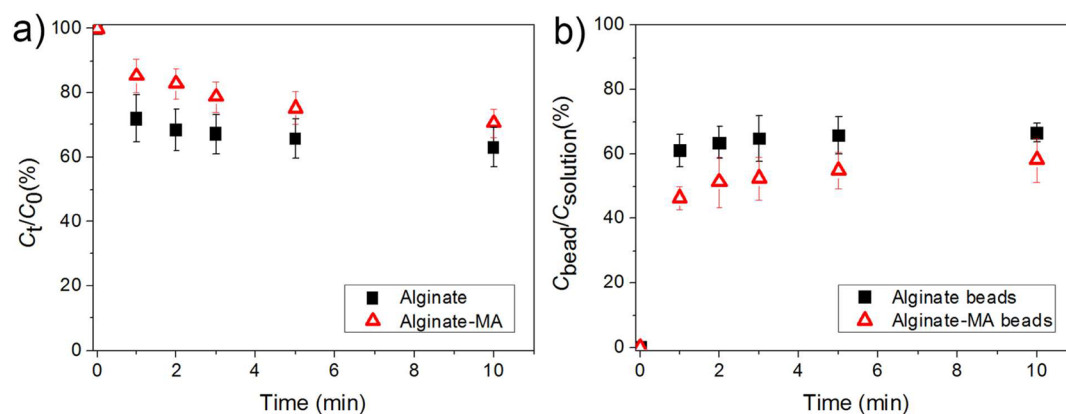 a)
100
80
60
40
20
0
Ct/C0(%)
0 2 4 6 8 10
Time (min)
Alginate
Alginate-MA
b)
100
80
60
40
20
0
Cbead/Csolution(%)
0 2 4 6 8 10
Time (min)
Alginate beads
Alginate-MA beads